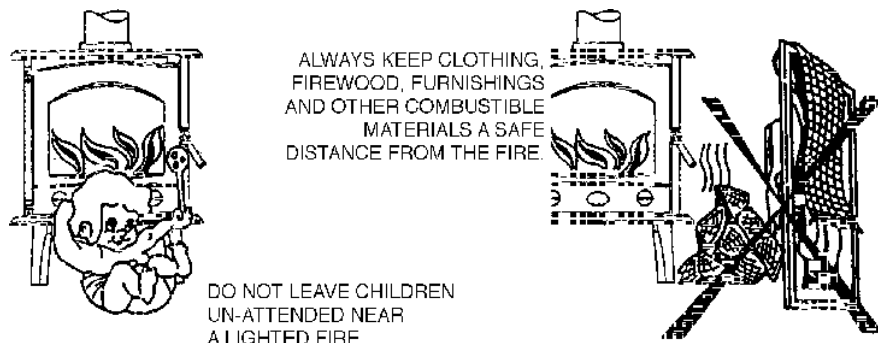 ALWAYS KEEP CLOTHING,
FIREWOOD, FURNISHINGS
AND OTHER COMBUSTIBLE
MATERIALS A SAFE
DISTANCE FROM THE FIRE.
DO NOT LEAVE CHILDREN
UN-ATTENDED NEAR
A LIGHTED FIRE